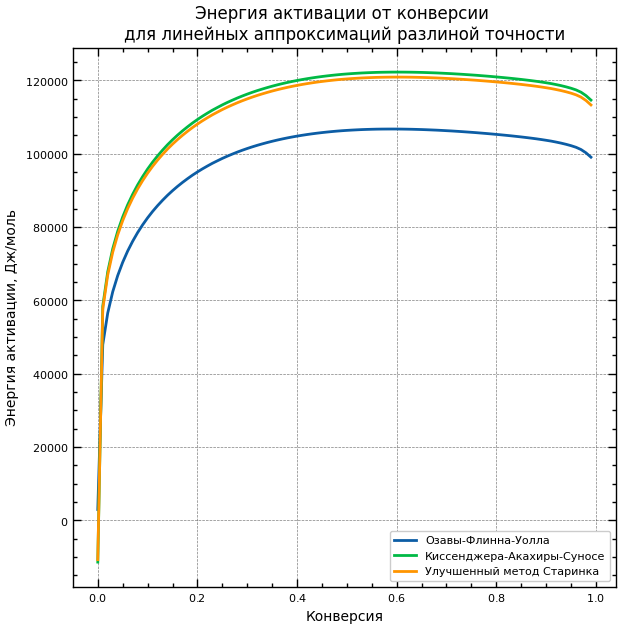 Энергия активации от конверсии
для линейных аппроксимаций разлиной точности
Энергия активации, Дж/моль
120000
100000
80000
60000
40000
20000
0
0.0
0.2
0.4
0.6
0.8
1.0
Конверсия
Озавы-Флинна-Уолла
Киссенджера-Акахиры-Суносе
Улучшенный метод Старинка